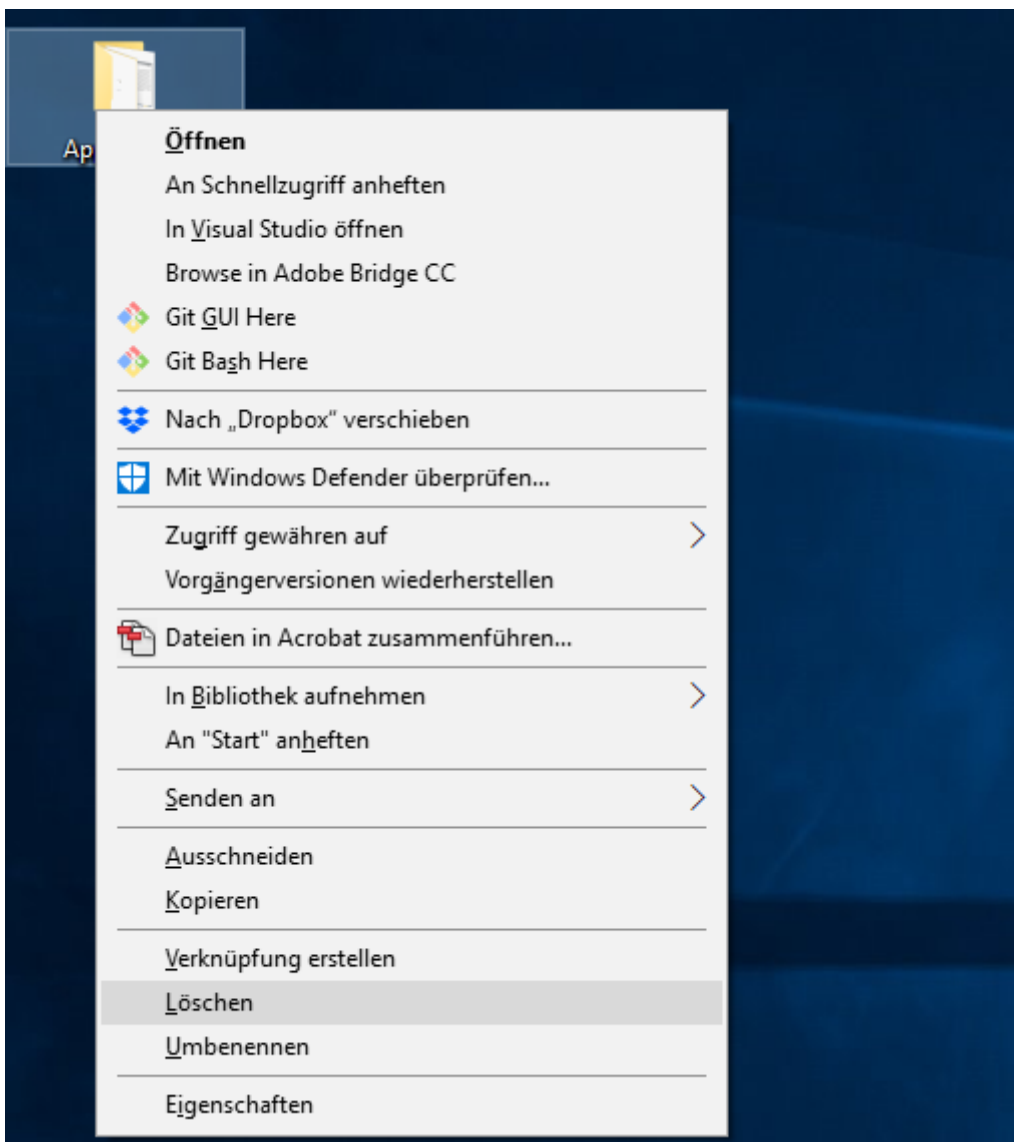 Ap
Öffnen
An Schnellzugriff anheften
In Visual Studio öffnen
Browse in Adobe Bridge CC
Git GUI Here
Git Bash Here
Nach „Dropbox“ verschieben
Mit Windows Defender überprüfen...
Zugriff gewähren auf
Vorgängerversionen wiederherstellen
Dateien in Acrobat zusammenführen...
In Bibliothek aufnehmen
An "Start" anheften
Senden an
Ausschneiden
Kopieren
Verknüpfung erstellen
Löschen
Umbenennen
Eigenschaften